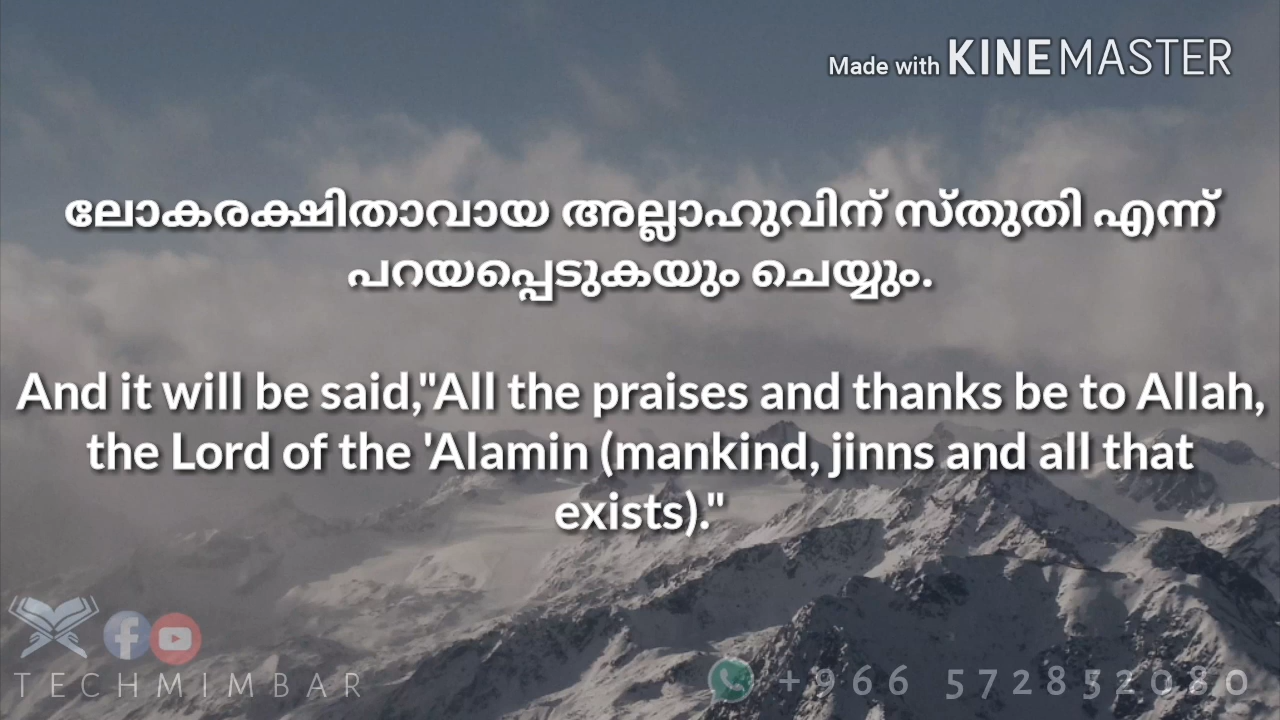 Made with KINEMASTER
ലോകരക്ഷിതാവായ അല്ലാഹുവിന് സ്തുതി എന്ന്
പറയപ്പെടുകയും ചെയ്യും.
And it will be said,"All the praises and thanks be to Allah,
the Lord of the 'Alamin (mankind, jinns and all that
exists)."
TECHMIMBAR
+966 572852080